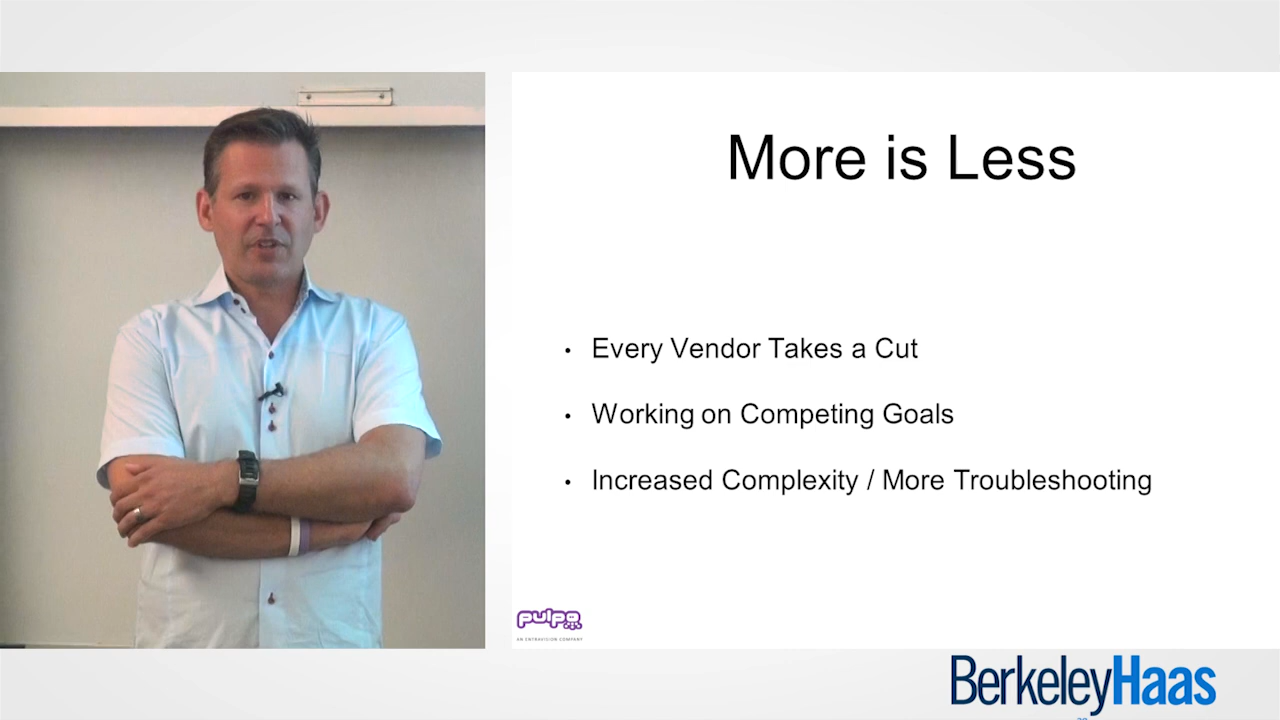 More is Less
• Every Vendor Takes a Cut
• Working on Competing Goals
• Increased Complexity / More Troubleshooting
pulpo
AN ENTRAVISION COMPANY
BerkeleyHaas